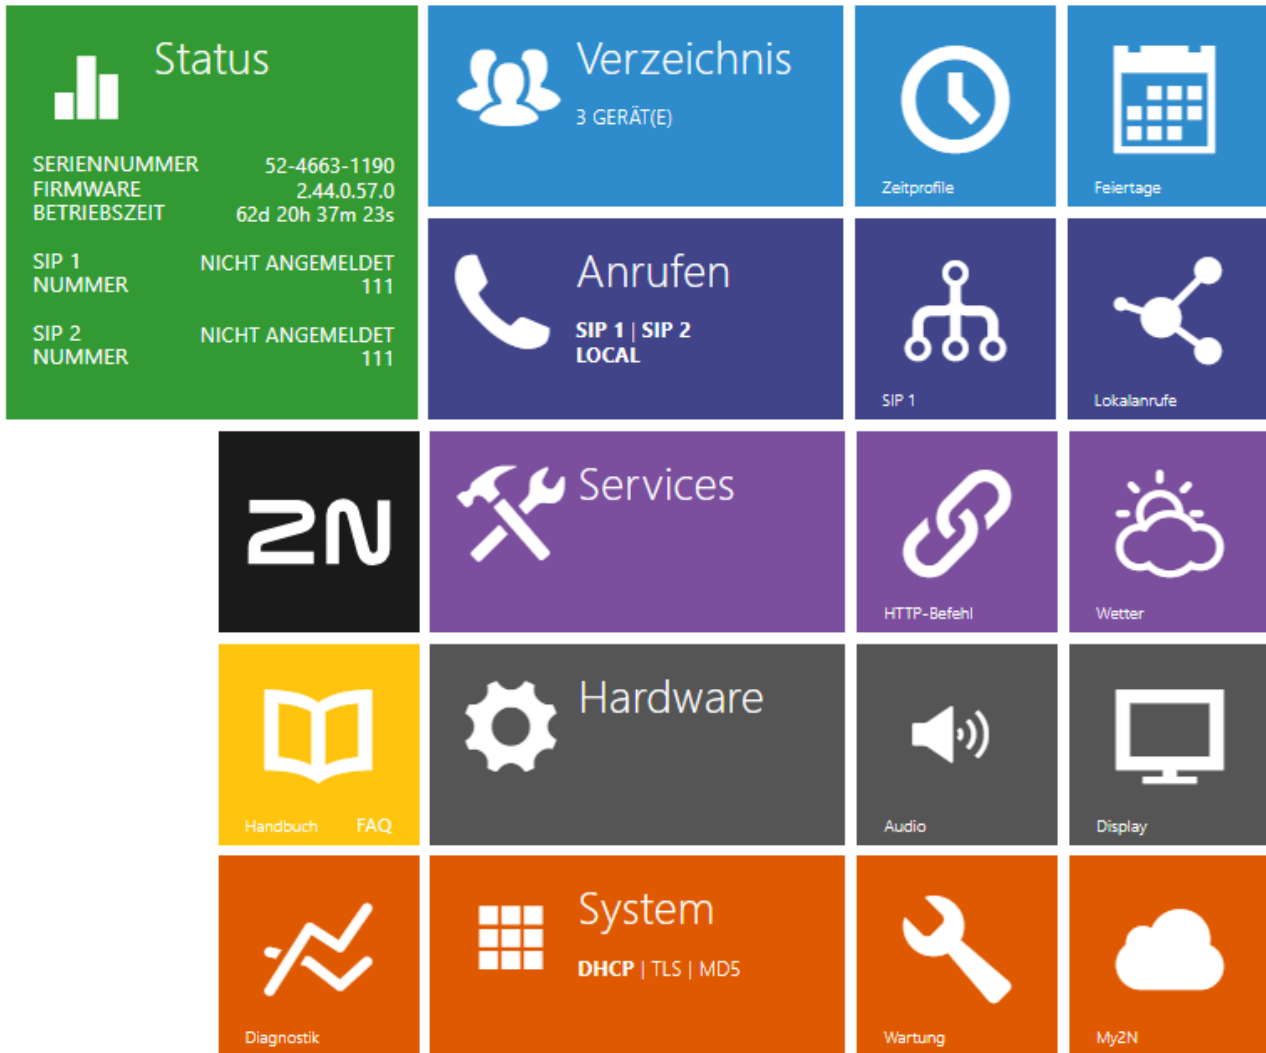 Status
SERIENNUMMER 52-4663-1190
FIRMWARE 2.44.0.57.0
BETRIEBSZEIT 62d 20h 37m 23s
SIP 1 NICHT ANGEMELDET
NUMMER 111
SIP 2 NICHT ANGEMELDET
NUMMER 111
Verzeichnis
3 GERÄT(E)
Zeitprofile
Feiertage
Anrufen
SIP 1 | SIP 2
LOCAL
SIP 1
Lokalanrufe
2N
Services
HTTP-Befehl
Wetter
Handbuch FAQ
Hardware
Audio
Display
Diagnostik
System
DHCP | TLS | MD5
Wartung
My2N